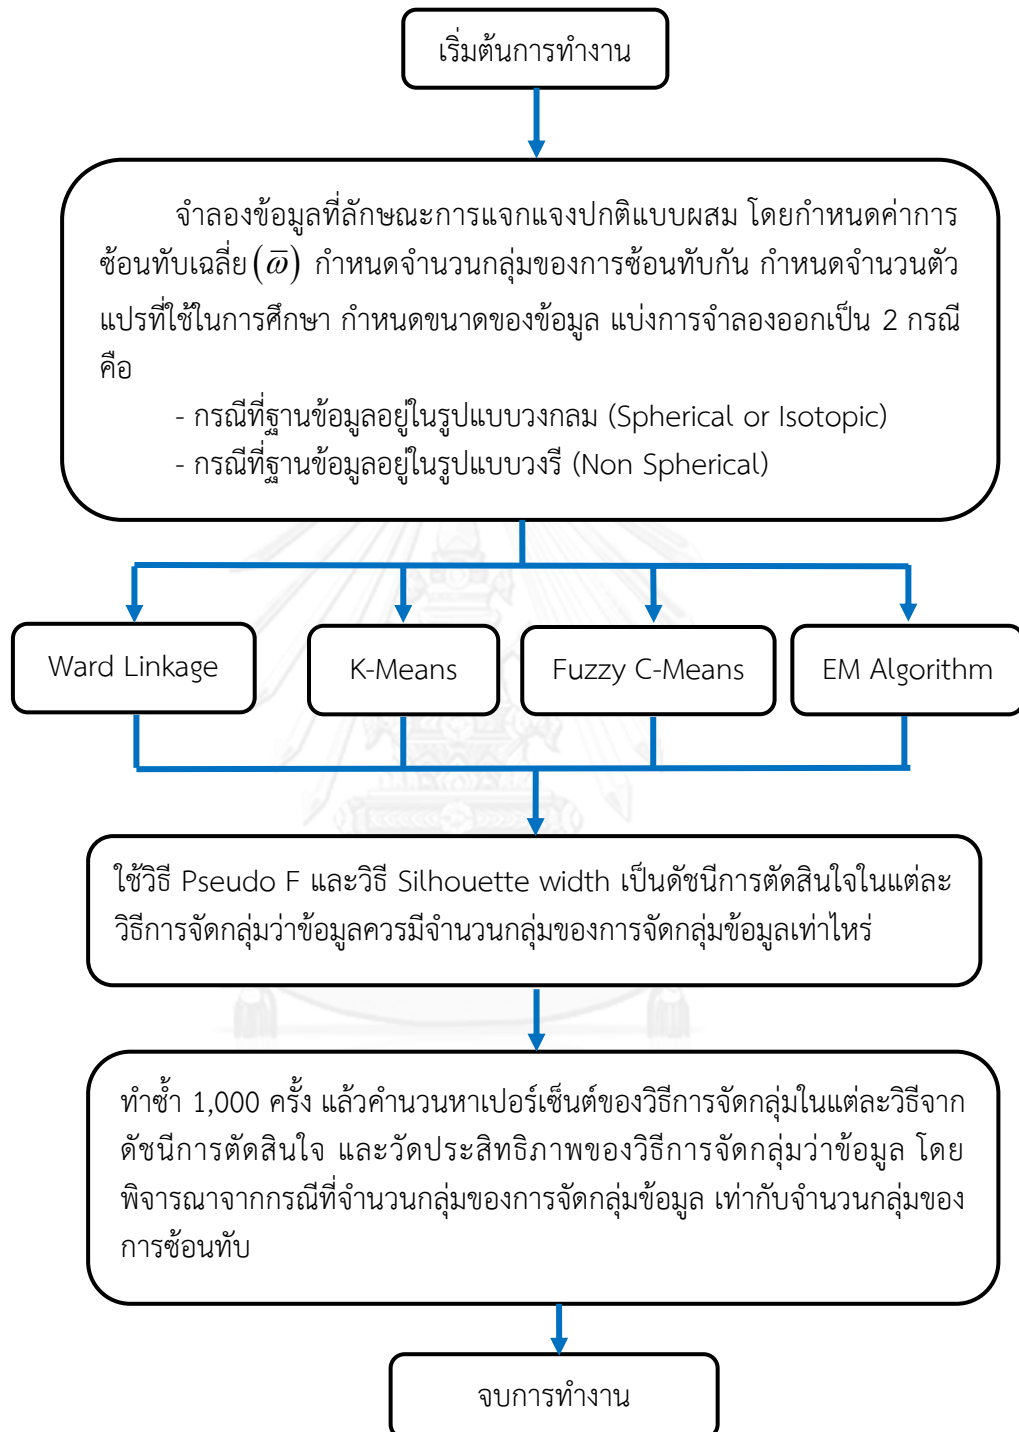 เริ่มต้นการทำงาน
จำลองข้อมูลที่ลักษณะการแจกแจงปกติแบบผสม โดยกำหนดค่าการ
ซ้อนทับเฉลี่ย (ω̅) กำหนดจำนวนกลุ่มของการซ้อนทับกัน กำหนดจำนวนตัว
แปรที่ใช้ในการศึกษา กำหนดขนาดของข้อมูล แบ่งการจำลองออกเป็น 2 กรณี
คือ
- กรณีที่ฐานข้อมูลอยู่ในรูปแบบวงกลม (Spherical or Isotopic)
- กรณีที่ฐานข้อมูลอยู่ในรูปแบบวงรี (Non Spherical)
Ward Linkage
K-Means
Fuzzy C-Means
EM Algorithm
ใช้วิธี Pseudo F และวิธี Silhouette width เป็นดัชนีการตัดสินใจในแต่ละ
วิธีการจัดกลุ่มว่าข้อมูลควรมีจำนวนกลุ่มของการจัดกลุ่มข้อมูลเท่าไหร่
ทำซ้ำ 1,000 ครั้ง แล้วคำนวนหาเปอร์เซ็นต์ของวิธีการจัดกลุ่มในแต่ละวิธีจาก
ดัชนีการตัดสินใจ และวัดประสิทธิภาพของวิธีการจัดกลุ่มว่าข้อมูล โดย
พิจารณาจากกรณีที่จำนวนกลุ่มของการจัดกลุ่มข้อมูล เท่ากับจำนวนกลุ่มของ
การซ้อนทับ
จบการทำงาน